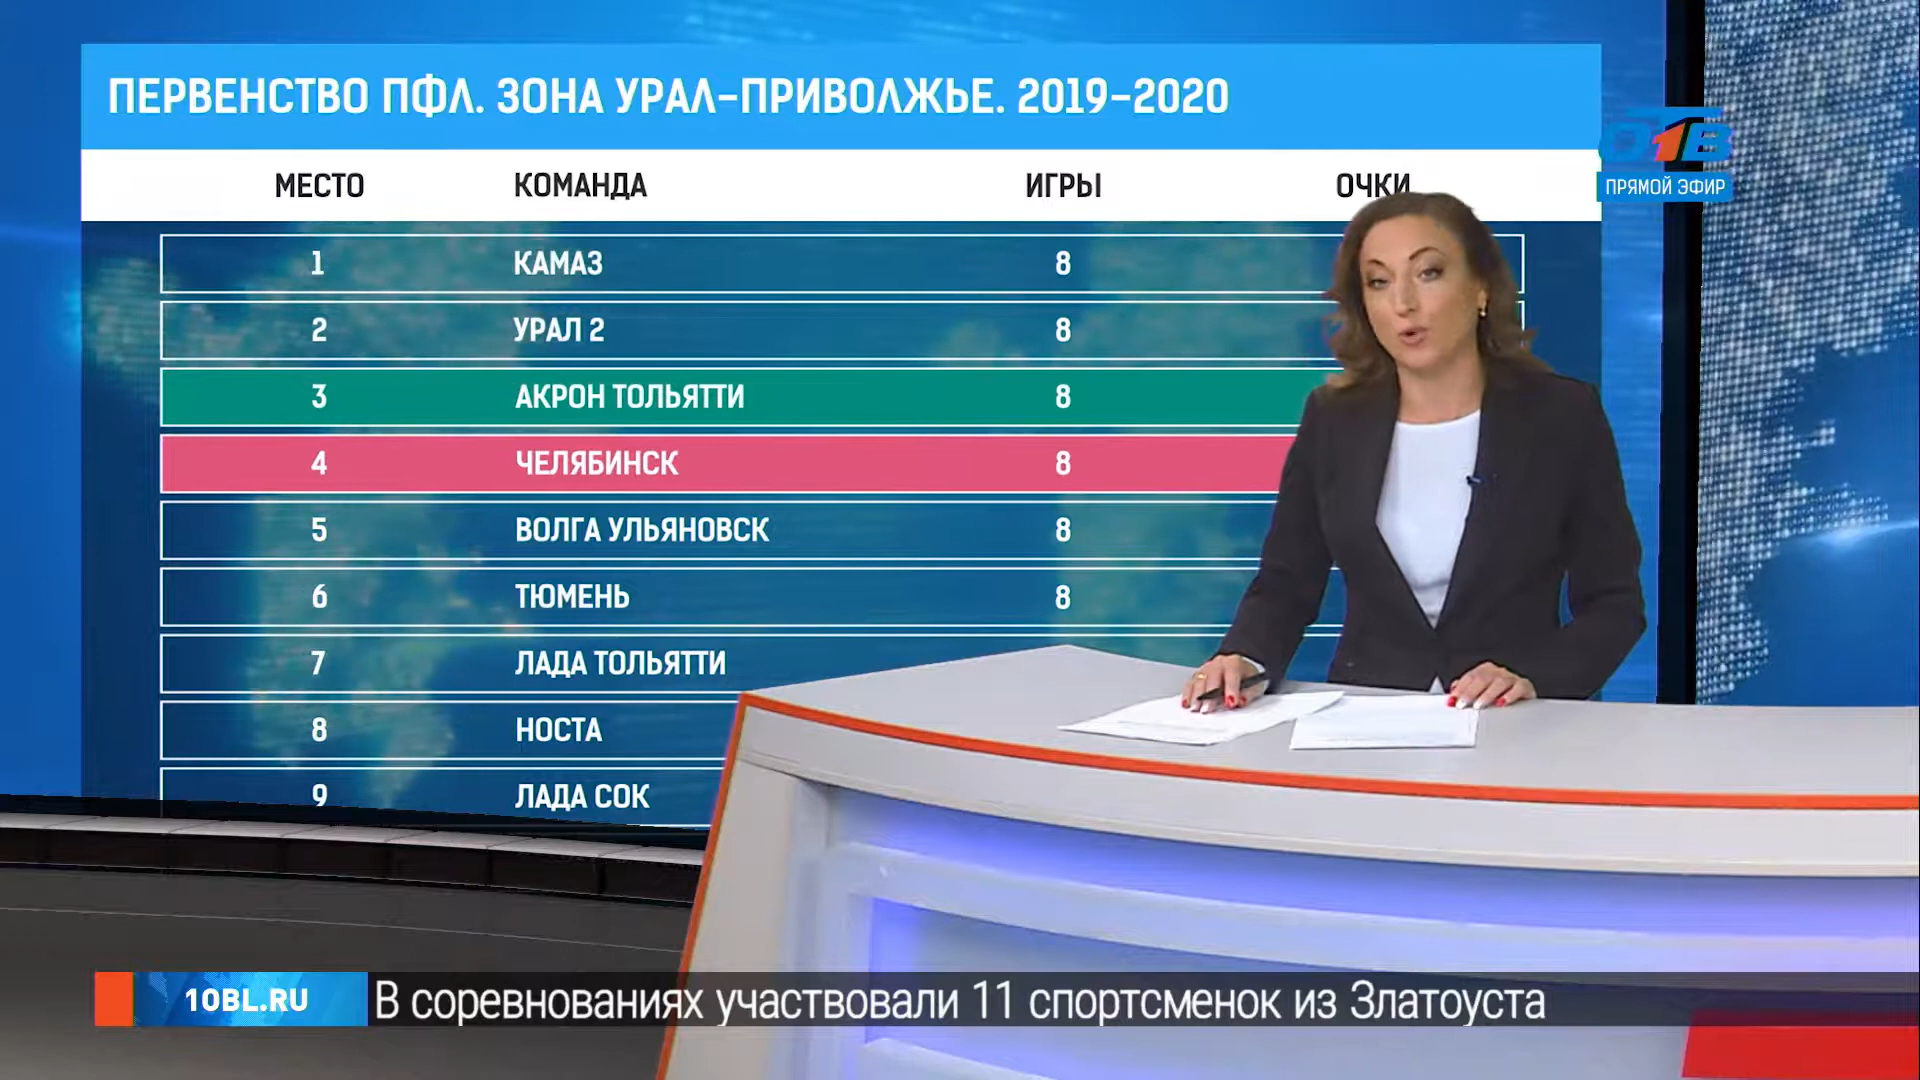 ПЕРВЕНСТВО ПФЛ. ЗОНА УРАЛ-ПРИВОЛЖЬЕ. 2019-2020
ОТВ
ПРЯМОЙ ЭФИР
МЕСТО КОМАНДА ИГРЫ ОЧКИ
1 КАМАЗ 8
2 УРАЛ 2 8
3 АКРОН ТОЛЬЯТТИ 8
4 ЧЕЛЯБИНСК 8
5 ВОЛГА УЛЬЯНОВСК 8
6 ТЮМЕНЬ 8
7 ЛАДА ТОЛЬЯТТИ
8 НОСТА
9 ЛАДА СОК
10BL.RU В соревнованиях участвовали 11 спортсменок из Златоуста